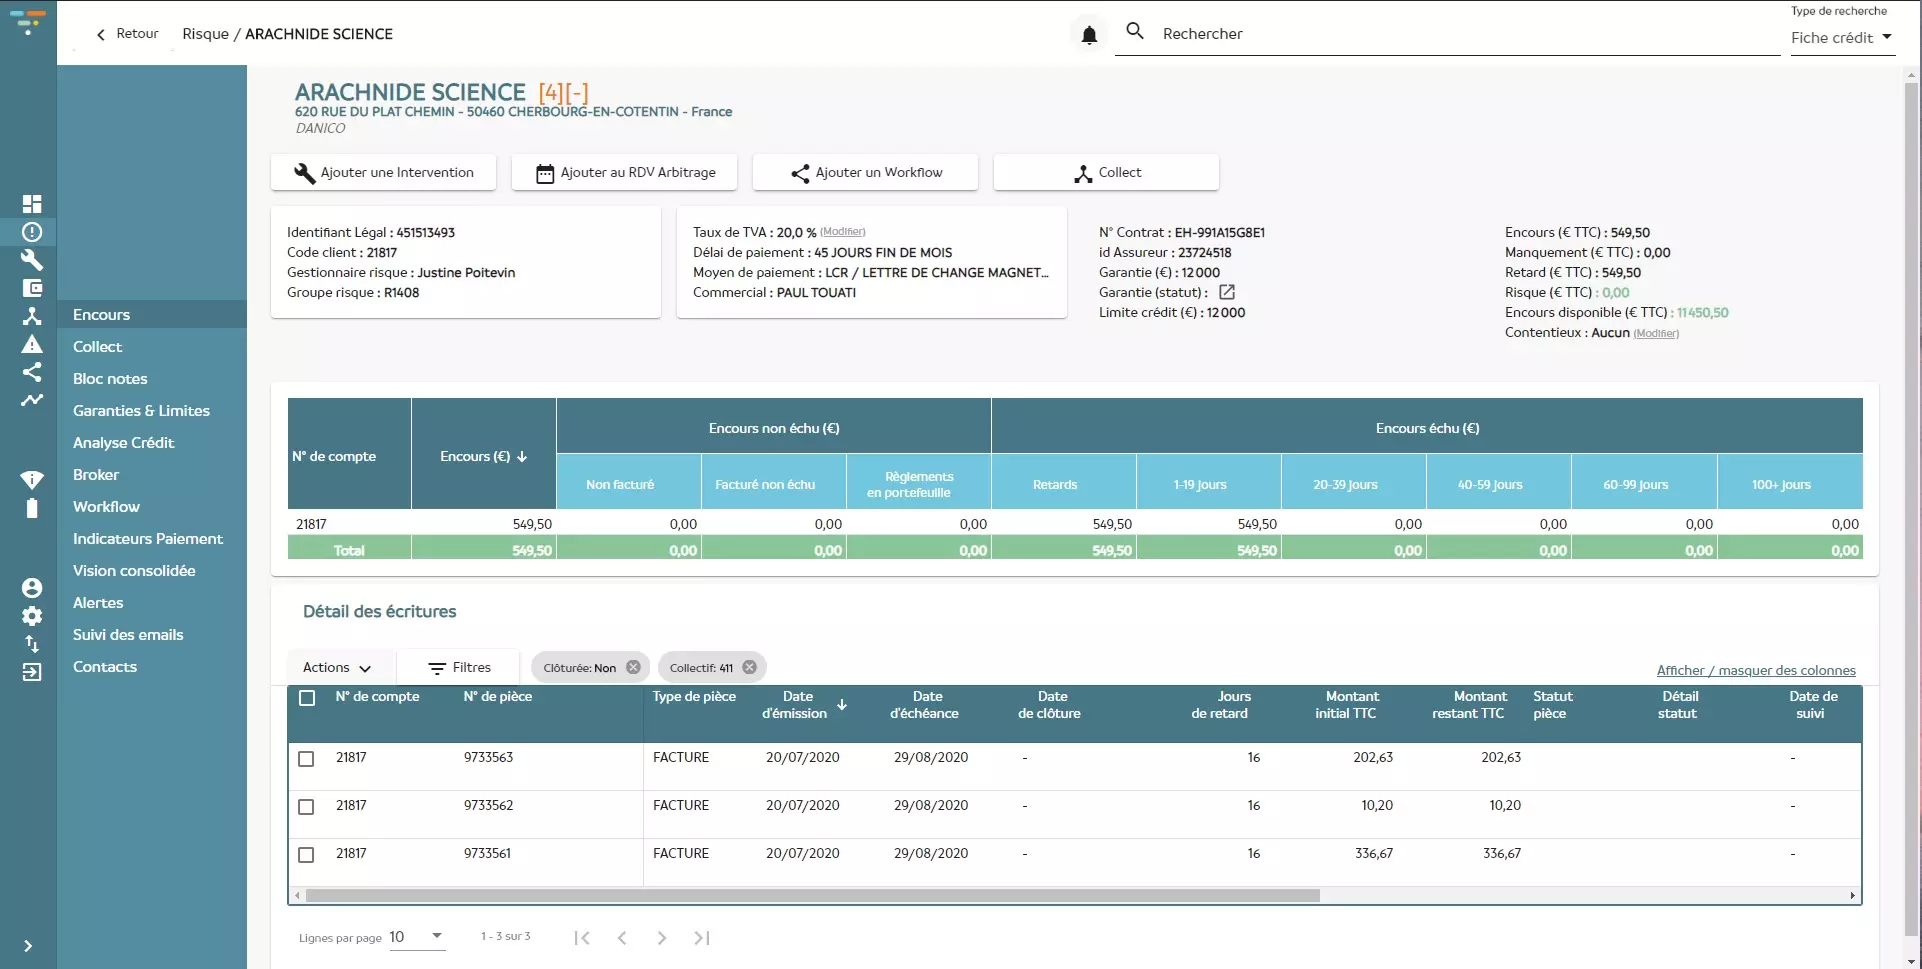 Retour
Risque / ARACHNIDE SCIENCE
Rechercher
Type de recherche
Fiche crédit
ARACHNIDE SCIENCE [4][-]
620 RUE DU PLAT CHEMIN - 50460 CHERBOURG-EN-COTENTIN - France
DANICO
Ajouter une Intervention
Ajouter au RDV Arbitrage
Ajouter un Workflow
Collect
Identifiant Légal : 451513493
Code client : 21817
Gestionnaire risque : Justine Poitevin
Groupe risque : R1408
Taux de TVA : 20,0 % (Modifier)
Délai de paiement : 45 JOURS FIN DE MOIS
Moyen de paiement : LCR / LETTRE DE CHANGE MAGNET...
Commercial : PAUL TOUATI
N° Contrat : EH-991A15G8E1
id Assureur : 23724518
Garantie (€) : 12 000
Garantie (statut) :
Limite crédit (€) : 12 000
Encours (€ TTC) : 549,50
Manquement (€ TTC) : 0,00
Retard (€ TTC) : 549,50
Risque (€ TTC) : 0,00
Encours disponible (€ TTC) : 11 450,50
Contentieux : Aucun (Modifier)
Encours
Collect
Bloc notes
Garanties & Limites
Analyse Crédit
Broker
Workflow
Indicateurs Paiement
Vision consolidée
Alertes
Suivi des emails
Contacts
N° de compte
Encours (€)
Encours non échu (€)
Encours échu (€)
Non facturé
Facturé non échu
Règlements
en portefeuille
Retards
1-19 Jours
20-39 Jours
40-59 Jours
60-99 Jours
100+ Jours
21817 549,50 0,00 0,00 0,00 549,50 549,50 0,00 0,00 0,00 0,00
Total 549,50 0,00 0,00 0,00 549,50 549,50 0,00 0,00 0,00 0,00
Détail des écritures
Actions
Filtres
Clôturée: Non
Collectif: 411
Afficher / masquer des colonnes
N° de compte
N° de pièce
Type de pièce
Date
d'émission
Date
d'échéance
Date
de clôture
Jours
de retard
Montant
initial TTC
Montant
restant TTC
Statut
pièce
Détail
statut
Date de
suivi
21817 9733563 FACTURE 20/07/2020 29/08/2020 - 16 202,63 202,63 -
21817 9733562 FACTURE 20/07/2020 29/08/2020 - 16 10,20 10,20 -
21817 9733561 FACTURE 20/07/2020 29/08/2020 - 16 336,67 336,67 -
Lignes par page 10
1 - 3 sur 3